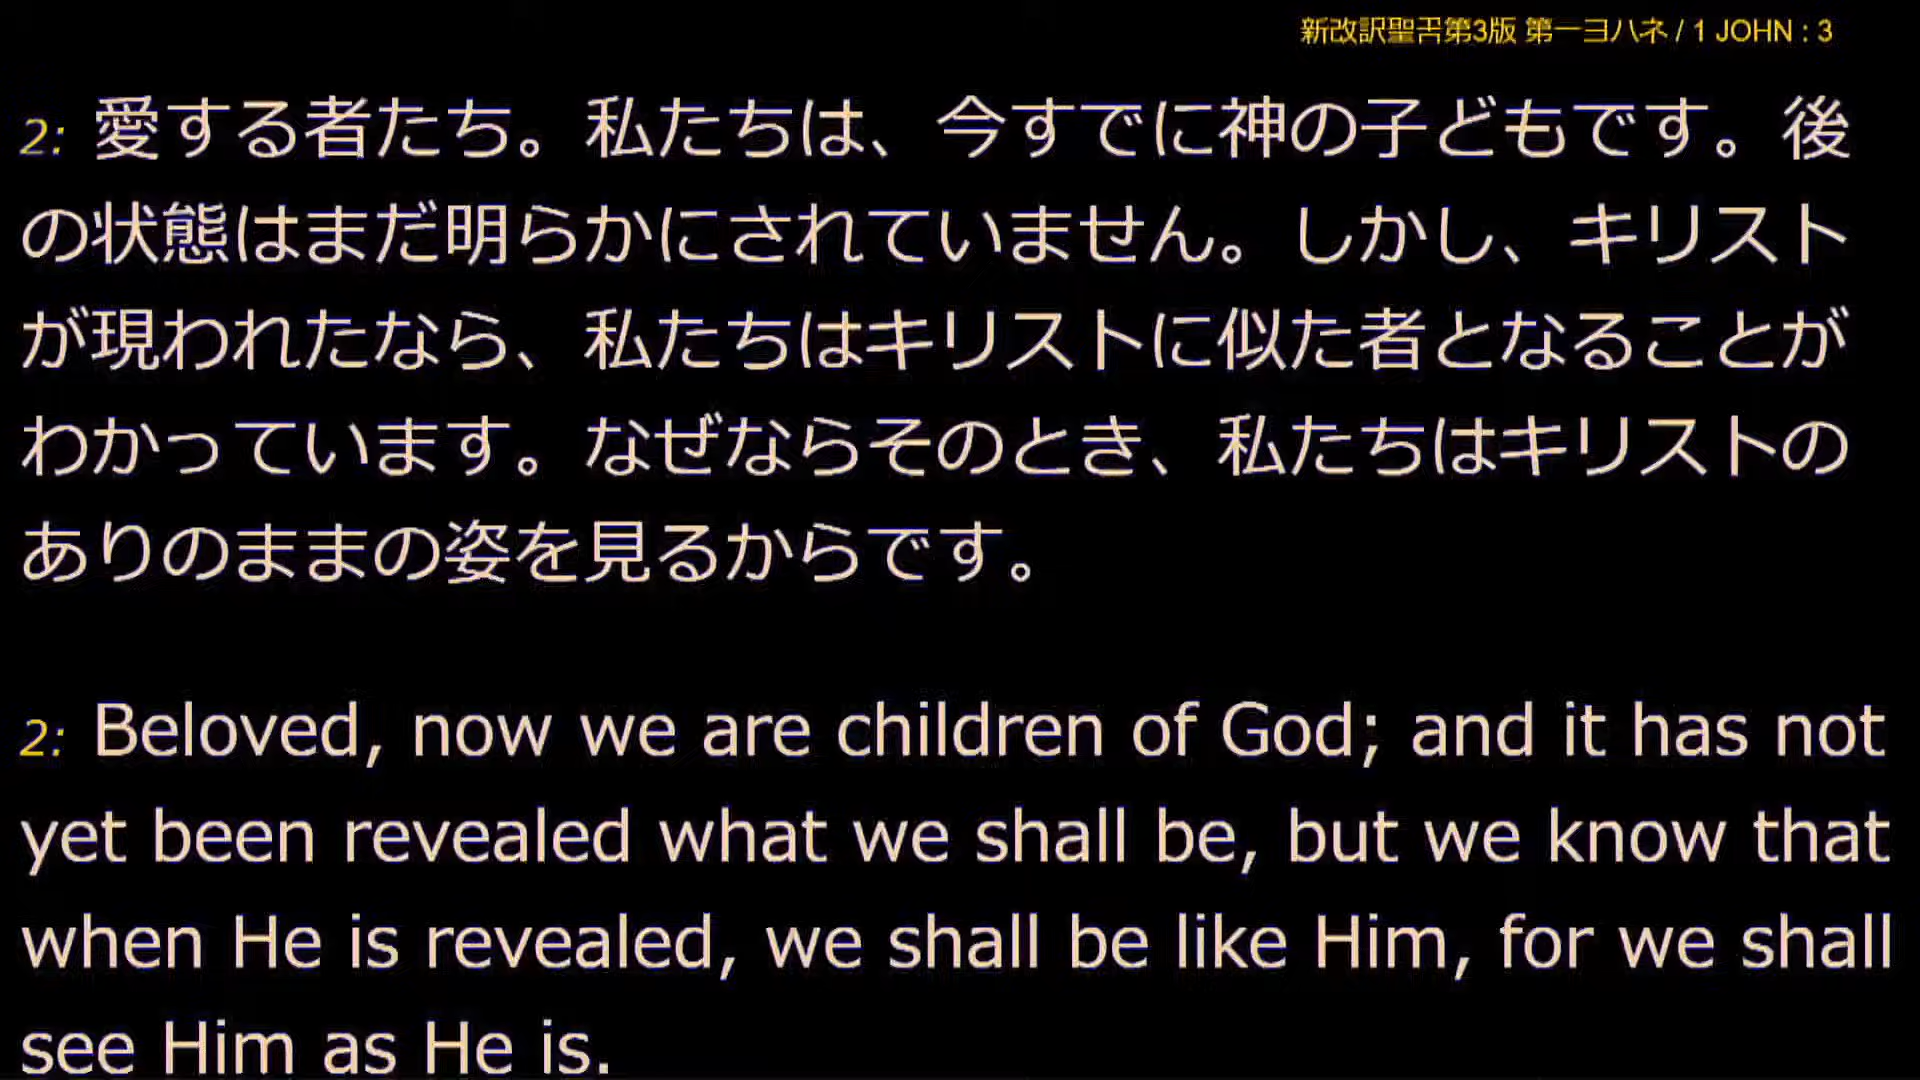 新改訳聖書第3版 第一ヨハネ / 1 JOHN : 3
2: 愛する者たち。私たちは、今すでに神の子どもです。後
の状態はまだ明らかにされていません。しかし、キリスト
が現われたなら、私たちはキリストに似た者となることが
わかっています。なぜならそのとき、私たちはキリストの
ありのままの姿を見るからです。
2: Beloved, now we are children of God; and it has not
yet been revealed what we shall be, but we know that
when He is revealed, we shall be like Him, for we shall
see Him as He is.